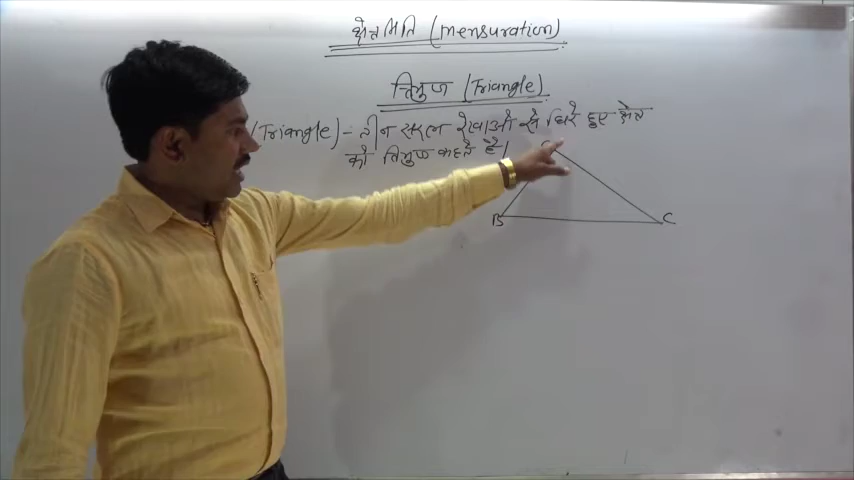 क्षेत्रमिति (mensuration)
त्रिभुज (Triangle)
(Triangle) - तीन सरल रेखाओं से घिरे हुए क्षेत्र
को त्रिभुज कहते है।
B
C